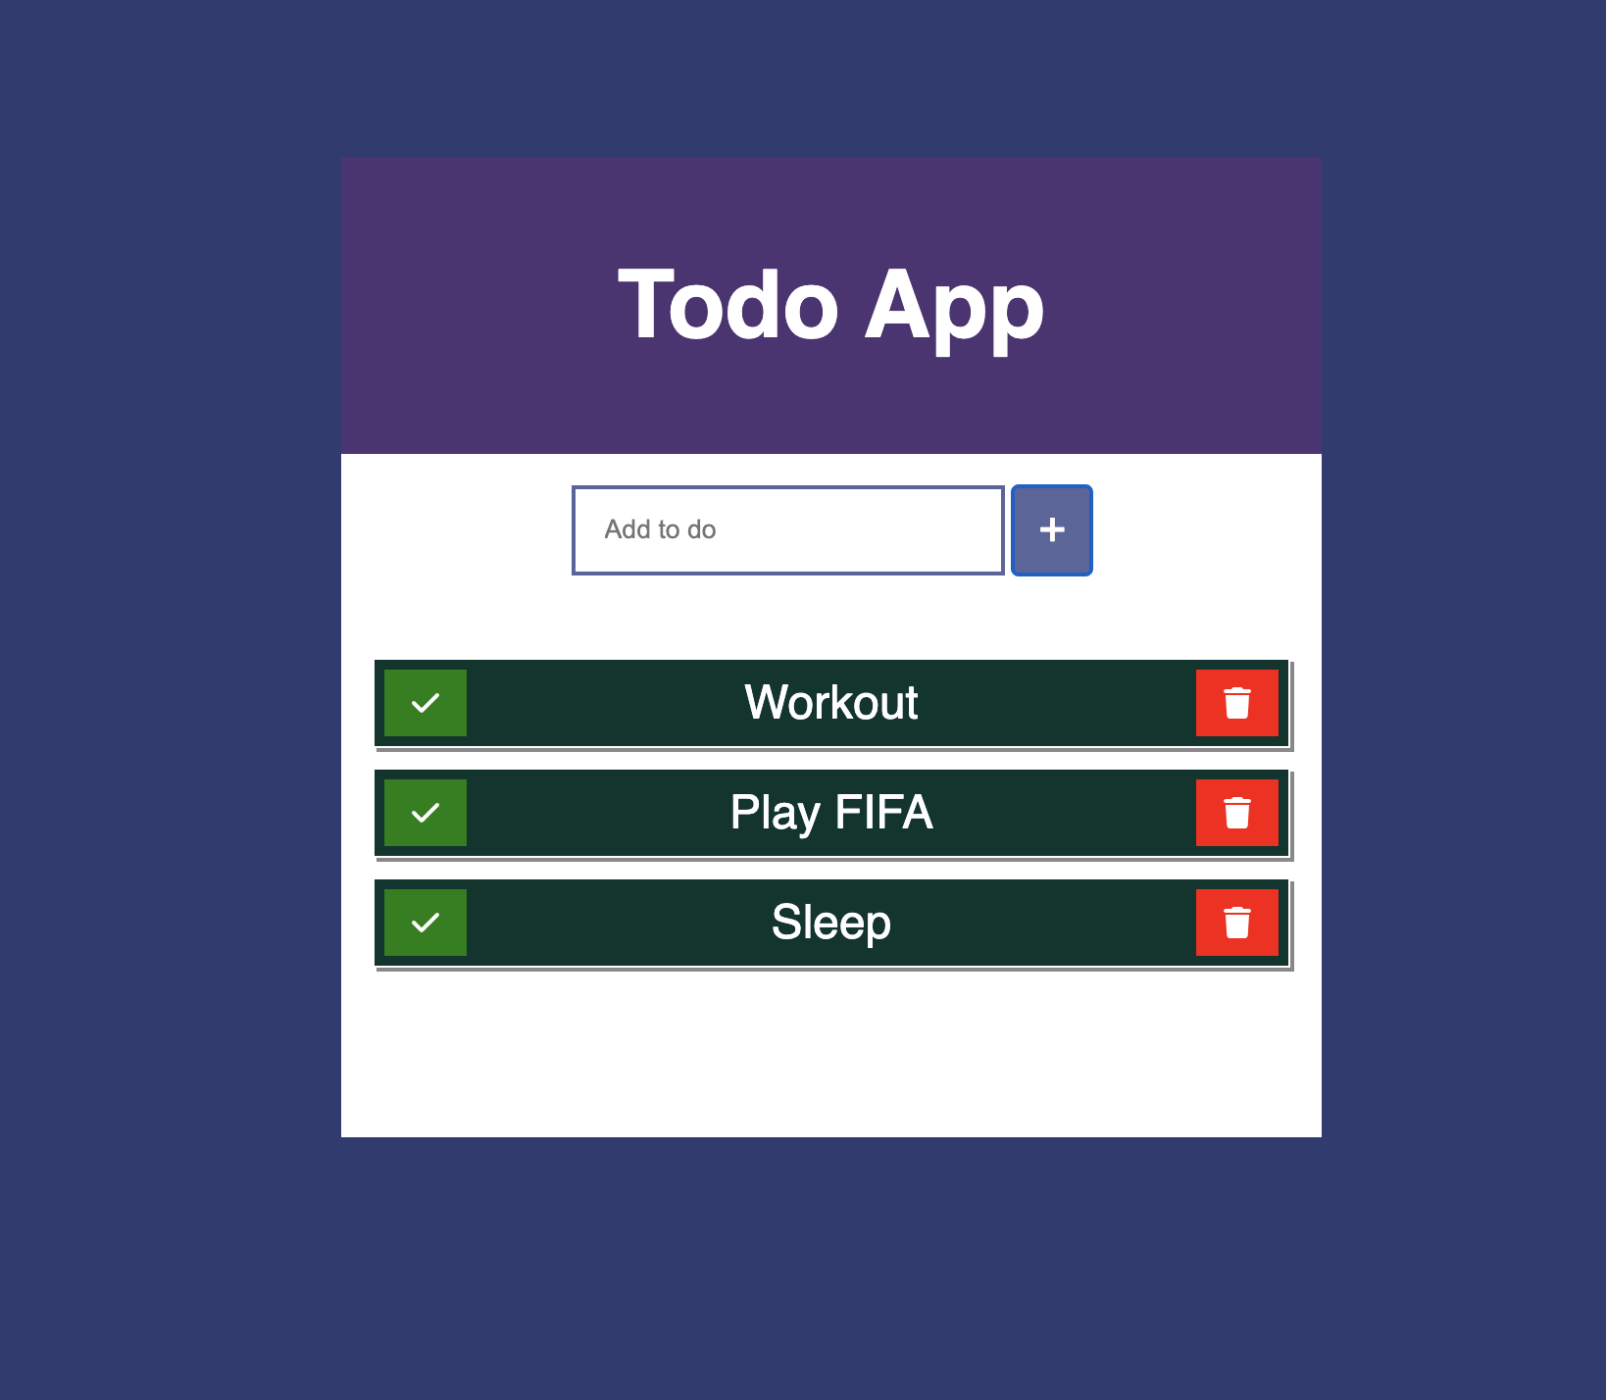 Todo App
Add to do
Workout
Play FIFA
Sleep